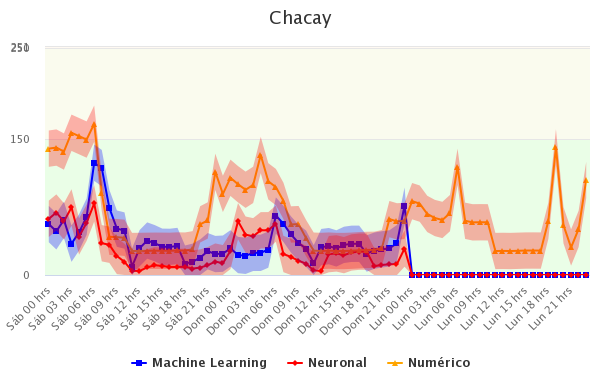 Chacay
250
150
0
Sáb 00 hrs
Sáb 03 hrs
Sáb 06 hrs
Sáb 09 hrs
Sáb 12 hrs
Sáb 15 hrs
Sáb 18 hrs
Sáb 21 hrs
Dom 00 hrs
Dom 03 hrs
Dom 06 hrs
Dom 09 hrs
Dom 12 hrs
Dom 15 hrs
Dom 18 hrs
Dom 21 hrs
Lun 00 hrs
Lun 03 hrs
Lun 06 hrs
Lun 09 hrs
Lun 12 hrs
Lun 15 hrs
Lun 18 hrs
Lun 21 hrs
Machine Learning Neuronal Numérico